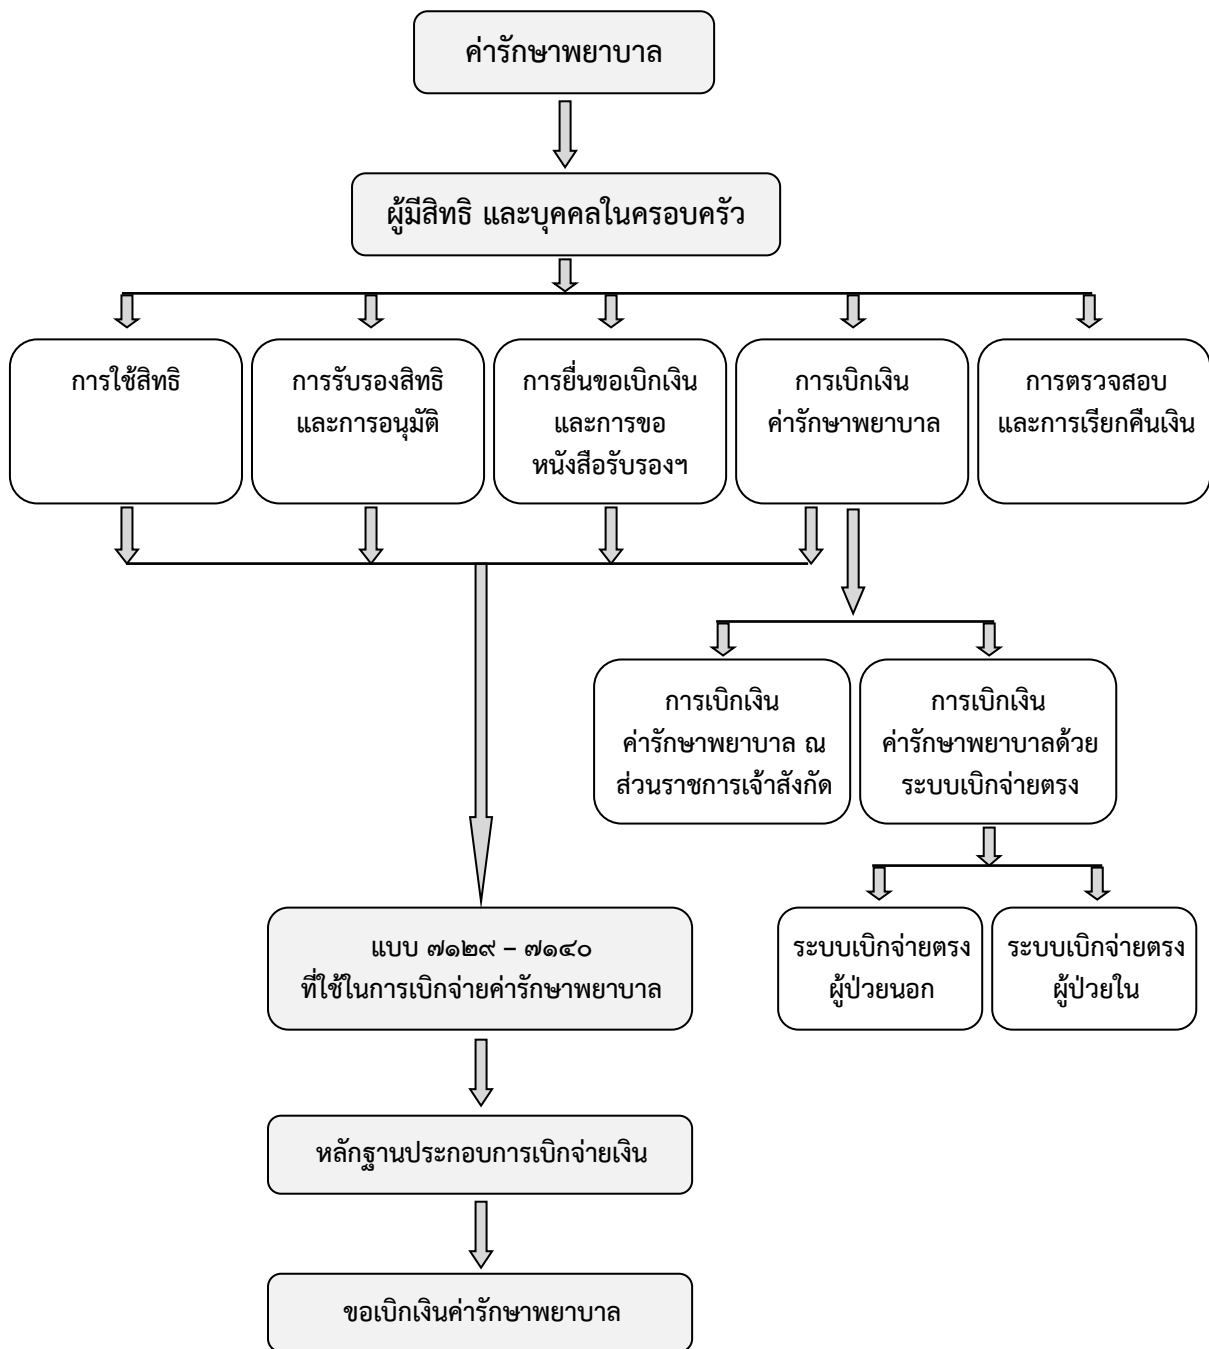 ค่ารักษาพยาบาล
ผู้มีสิทธิ และบุคคลในครอบครัว
การใช้สิทธิ
การรับรองสิทธิ
และการอนุมัติ
การยื่นขอเบิกเงิน
และการขอ
หนังสือรับรองฯ
การเบิกเงิน
ค่ารักษาพยาบาล
การตรวจสอบ
และการเรียกคืนเงิน
การเบิกเงิน
ค่ารักษาพยาบาล ณ
ส่วนราชการเจ้าสังกัด
การเบิกเงิน
ค่ารักษาพยาบาลด้วย
ระบบเบิกจ่ายตรง
แบบ ๗๑๒๙ – ๗๑๔๐
ที่ใช้ในการเบิกจ่ายค่ารักษาพยาบาล
ระบบเบิกจ่ายตรง
ผู้ป่วยนอก
ระบบเบิกจ่ายตรง
ผู้ป่วยใน
หลักฐานประกอบการเบิกจ่ายเงิน
ขอเบิกเงินค่ารักษาพยาบาล